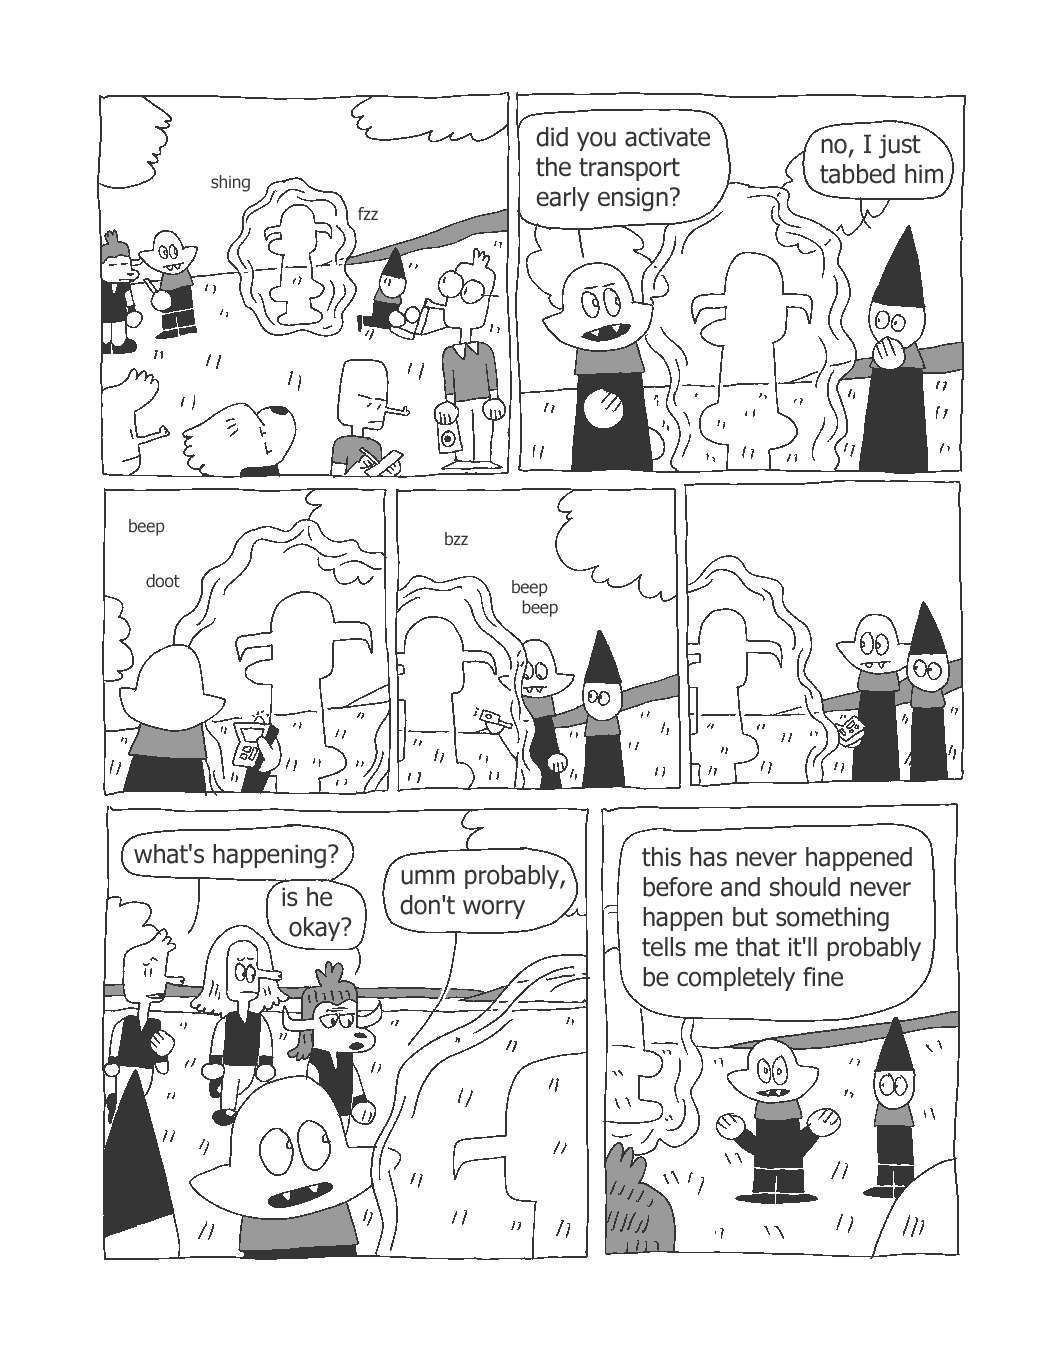 shing
fzz
did you activate
the transport
early ensign?
no, I just
tabbed him
beep
doot
bzz
beep
beep
what's happening?
is he
okay?
umm probably,
don't worry
this has never happened
before and should never
happen but something
tells me that it'll probably
be completely fine